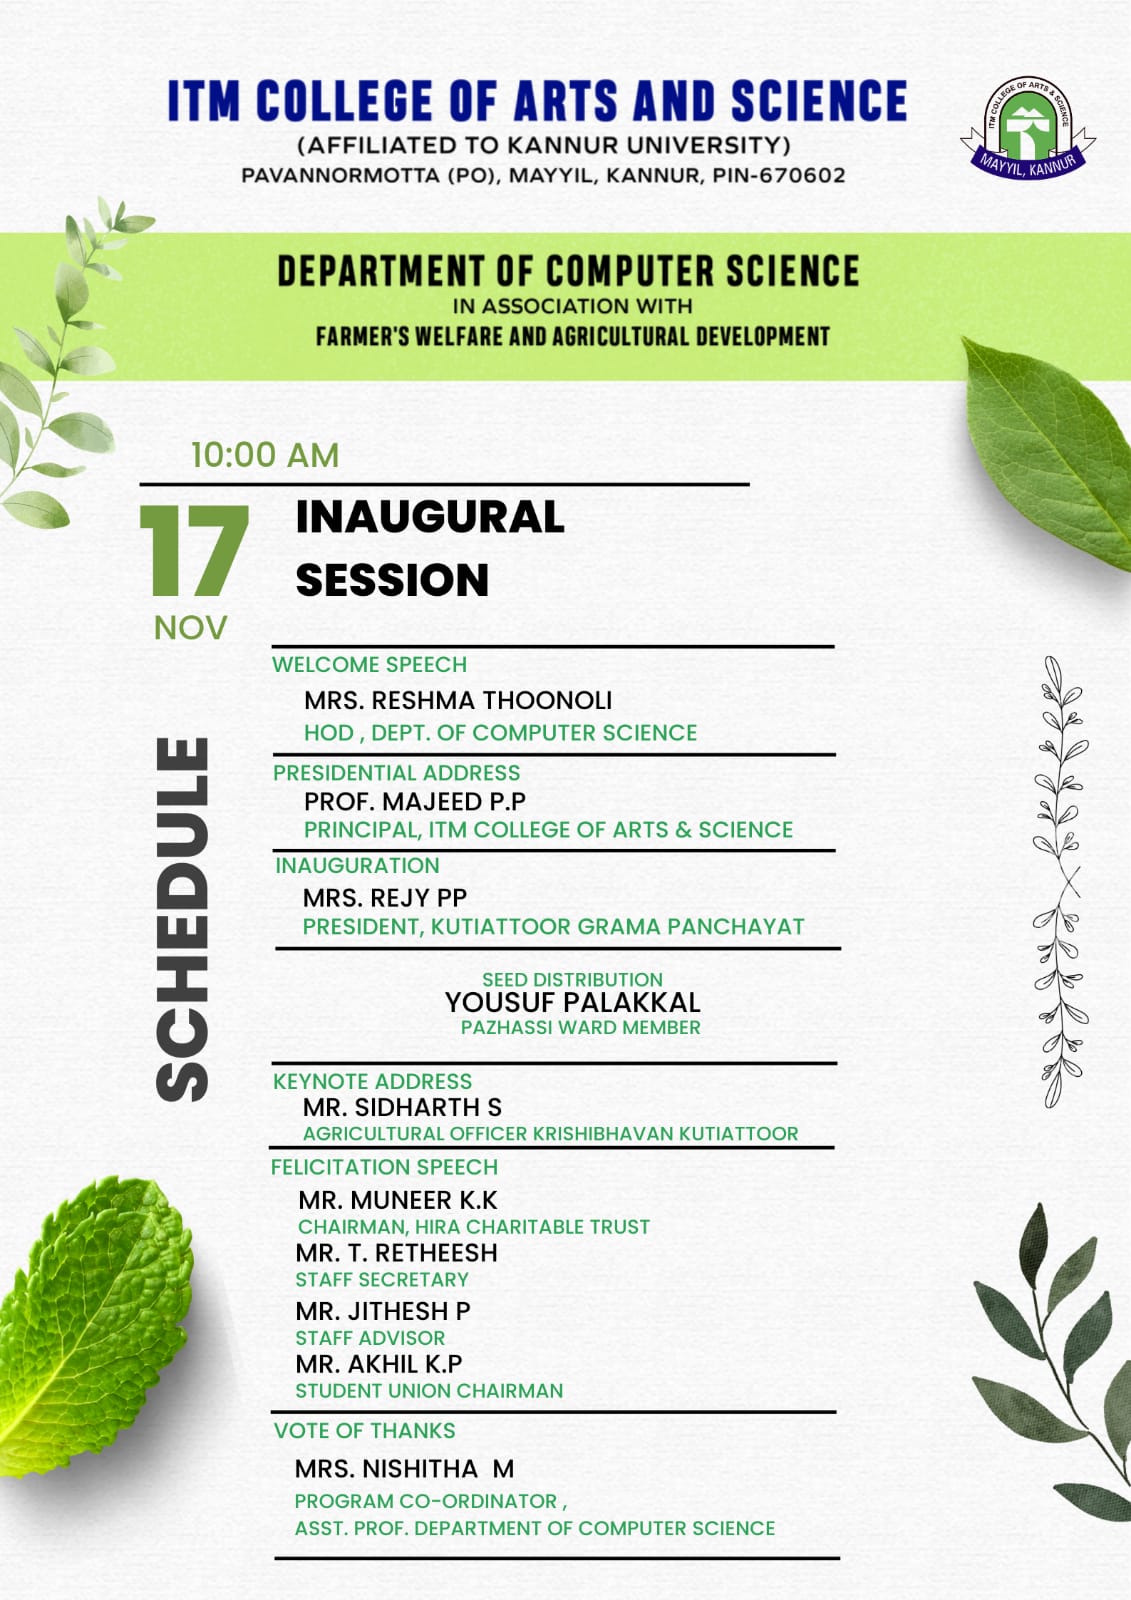 ITM COLLEGE OF ARTS AND SCIENCE
(AFFILIATED TO KANNUR UNIVERSITY)
PAVANNORMOTTA (PO), MAYYIL, KANNUR, PIN-670602
ITM COLLEGE OF ARTS & SCIENCE
MAYYIL, KANNUR
DEPARTMENT OF COMPUTER SCIENCE
IN ASSOCIATION WITH
FARMER'S WELFARE AND AGRICULTURAL DEVELOPMENT
10:00 AM
17
NOV
INAUGURAL
SESSION
SCHEDULE
WELCOME SPEECH
MRS. RESHMA THOONOLI
HOD , DEPT. OF COMPUTER SCIENCE
PRESIDENTIAL ADDRESS
PROF. MAJEED P.P
PRINCIPAL, ITM COLLEGE OF ARTS & SCIENCE
INAUGURATION
MRS. REJY PP
PRESIDENT, KUTIATTOOR GRAMA PANCHAYAT
SEED DISTRIBUTION
YOUSUF PALAKKAL
PAZHASSI WARD MEMBER
KEYNOTE ADDRESS
MR. SIDHARTH S
AGRICULTURAL OFFICER KRISHIBHAVAN KUTIATTOOR
FELICITATION SPEECH
MR. MUNEER K.K
CHAIRMAN, HIRA CHARITABLE TRUST
MR. T. RETHEESH
STAFF SECRETARY
MR. JITHESH P
STAFF ADVISOR
MR. AKHIL K.P
STUDENT UNION CHAIRMAN
VOTE OF THANKS
MRS. NISHITHA  M
PROGRAM CO-ORDINATOR ,
ASST. PROF. DEPARTMENT OF COMPUTER SCIENCE